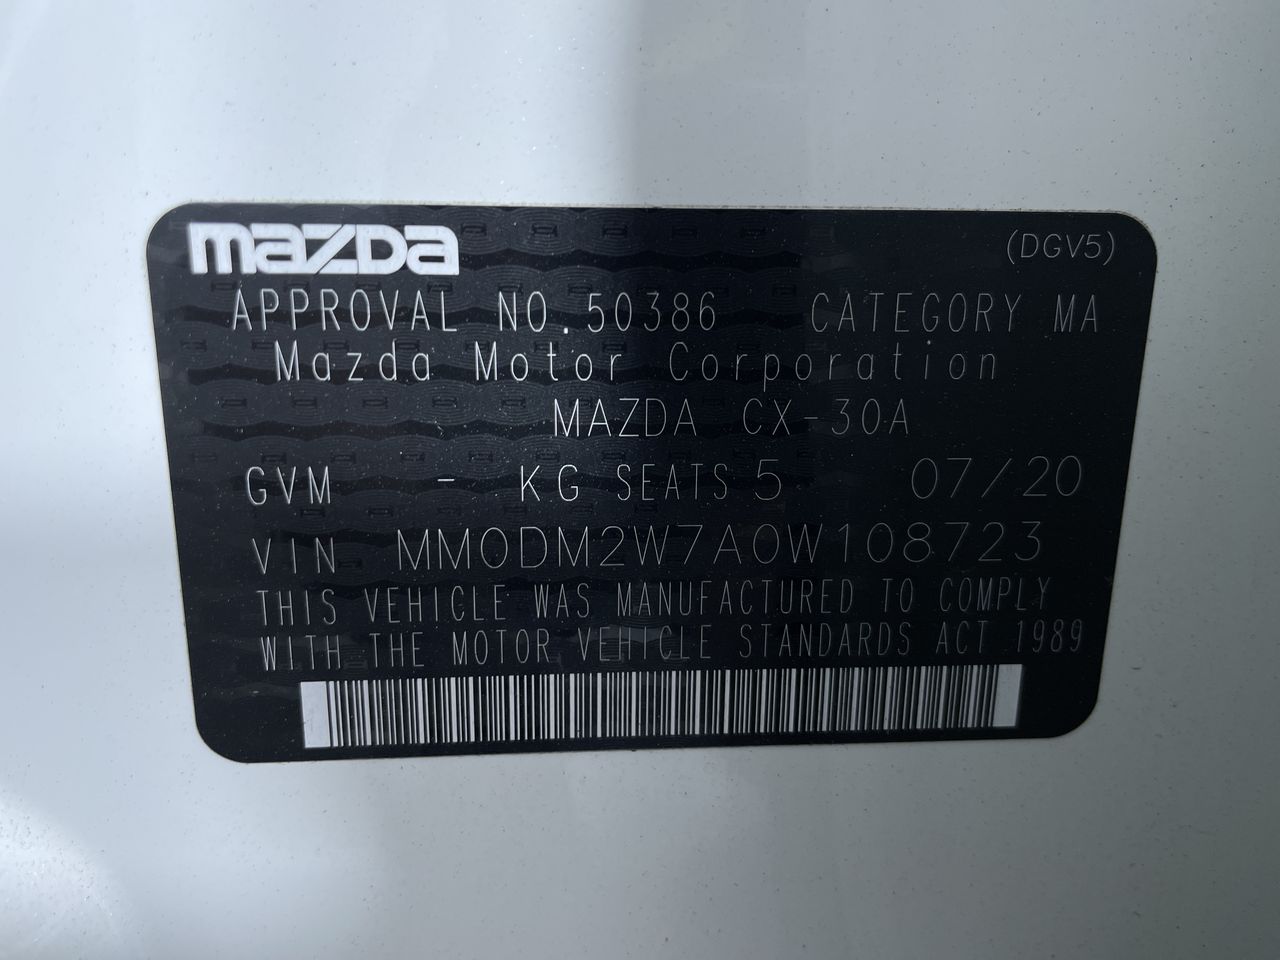 mazda (DGV5)
APPROVAL NO.50386 CATEGORY MA
Mazda Motor Corporation
MAZDA CX-30A
GVM - KG SEATS 5 07/20
VIN MM0DM2W7A0W108723
THIS VEHICLE WAS MANUFACTURED TO COMPLY
WITH THE MOTOR VEHICLE STANDARDS ACT 1989